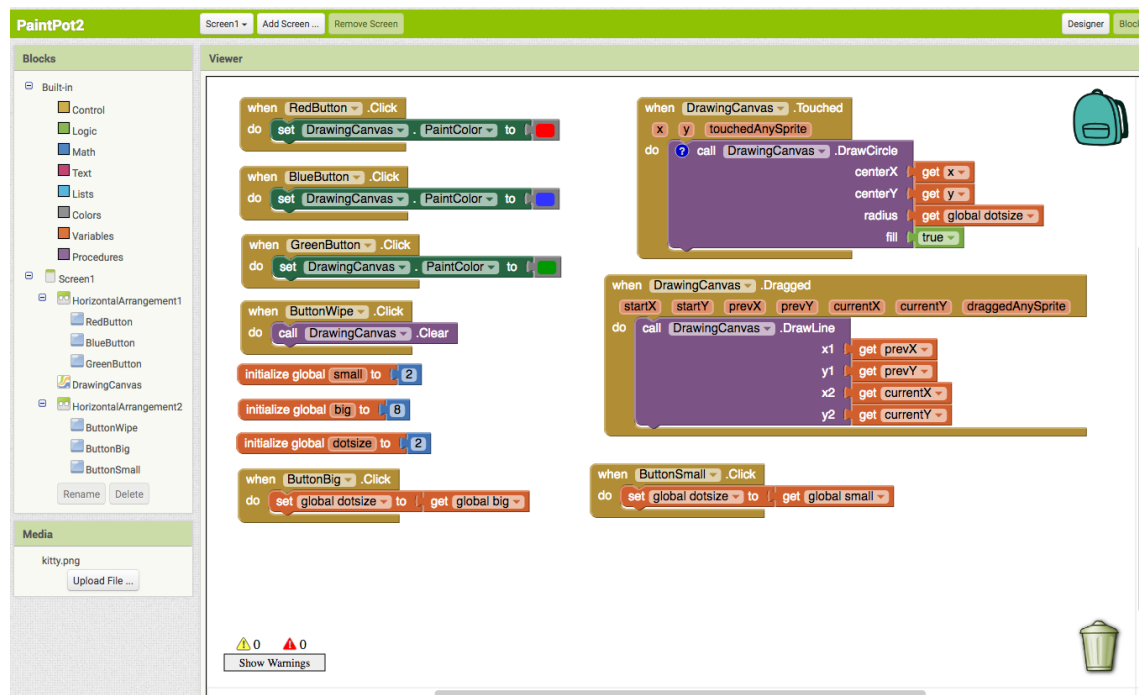 PaintPot2
Screen1 Add Screen ... Remove Screen Designer Bloc
Blocks
Built-in
Control
Logic
Math
Text
Lists
Colors
Variables
Procedures
Screen1
HorizontalArrangement1
RedButton
BlueButton
GreenButton
DrawingCanvas
HorizontalArrangement2
ButtonWipe
ButtonBig
ButtonSmall
Rename Delete
Media
kitty.png
Upload File ...
Viewer
when RedButton .Click
do set DrawingCanvas . PaintColor to
when BlueButton .Click
do set DrawingCanvas . PaintColor to
when GreenButton .Click
do set DrawingCanvas . PaintColor to
when ButtonWipe .Click
do call DrawingCanvas .Clear
initialize global small to 2
initialize global big to 8
initialize global dotsize to 2
when ButtonBig .Click
do set global dotsize to get global big
when DrawingCanvas .Touched
x y touchedAnySprite
do ? call DrawingCanvas .DrawCircle
centerX get x
centerY get y
radius get global dotsize
fill true
when DrawingCanvas .Dragged
startX startY prevX prevY currentX currentY draggedAnySprite
do call DrawingCanvas .DrawLine
x1 get prevX
y1 get prevY
x2 get currentX
y2 get currentY
when ButtonSmall .Click
do set global dotsize to get global small
0 0
Show Warnings